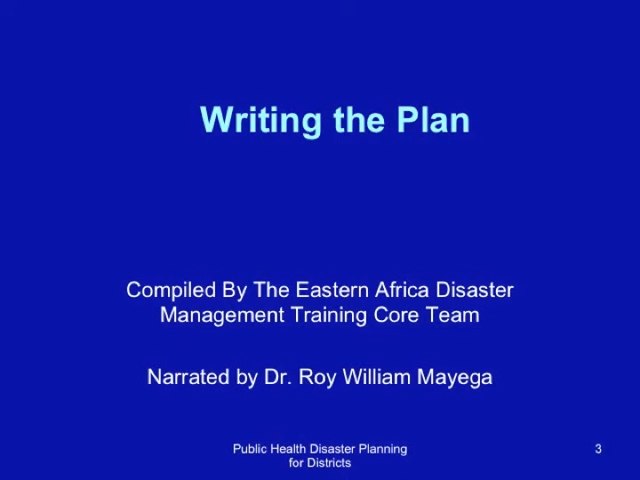 Writing the Plan
Compiled By The Eastern Africa Disaster
Management Training Core Team
Narrated by Dr. Roy William Mayega
Public Health Disaster Planning
for Districts
3